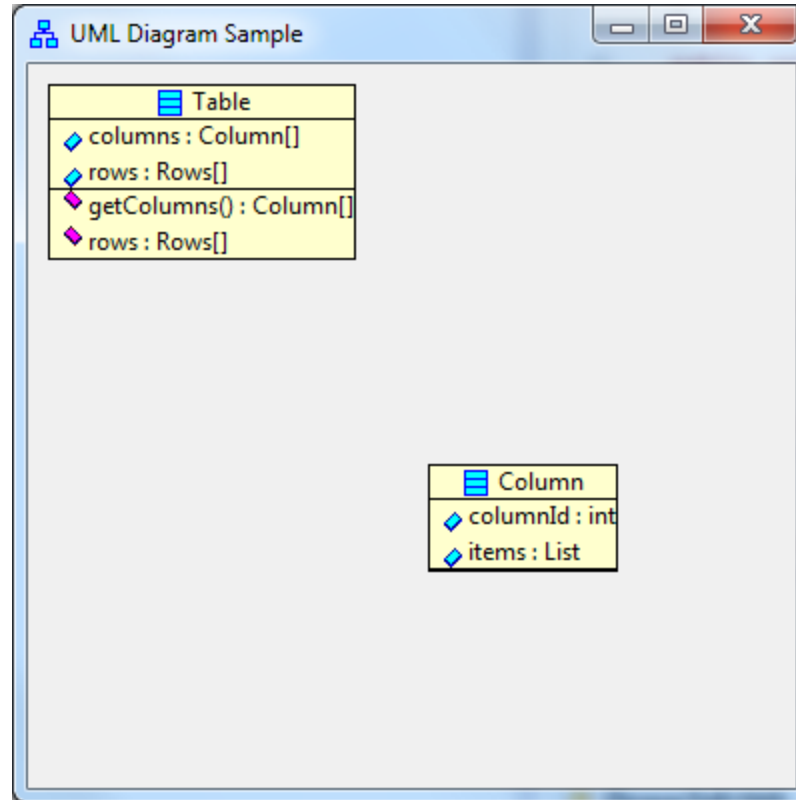 UML Diagram Sample
Table
columns : Column[]
rows : Rows[]
getColumns() : Column[]
rows : Rows[]
Column
columnId : int
items : List